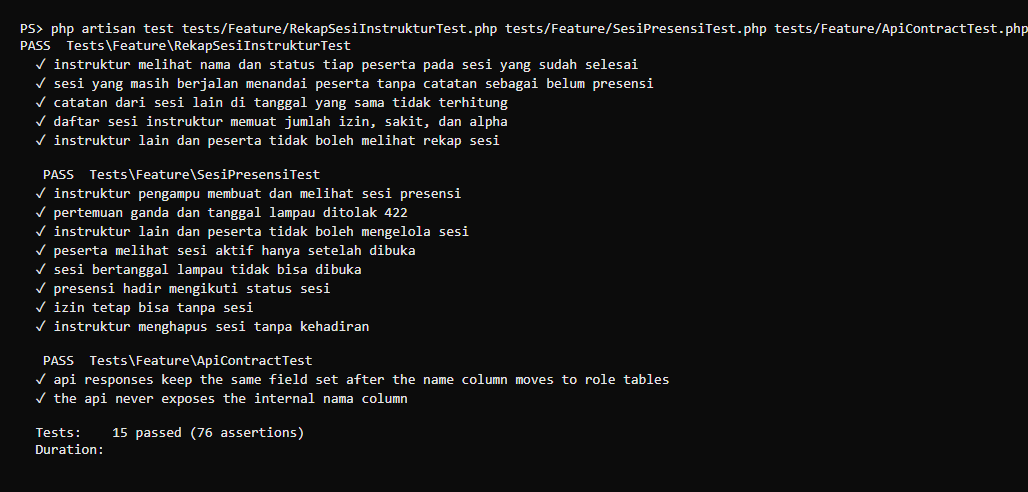 PS> php artisan test tests/Feature/RekapSesiInstrukturTest.php tests/Feature/SesiPresensiTest.php tests/Feature/ApiContractTest.php
PASS  Tests\Feature\RekapSesiInstrukturTest
✓ instruktur melihat nama dan status tiap peserta pada sesi yang sudah selesai
✓ sesi yang masih berjalan menandai peserta tanpa catatan sebagai belum presensi
✓ catatan dari sesi lain di tanggal yang sama tidak terhitung
✓ daftar sesi instruktur memuat jumlah izin, sakit, dan alpha
✓ instruktur lain dan peserta tidak boleh melihat rekap sesi
PASS  Tests\Feature\SesiPresensiTest
✓ instruktur pengampu membuat dan melihat sesi presensi
✓ pertemuan ganda dan tanggal lampau ditolak 422
✓ instruktur lain dan peserta tidak boleh mengelola sesi
✓ peserta melihat sesi aktif hanya setelah dibuka
✓ sesi bertanggal lampau tidak bisa dibuka
✓ presensi hadir mengikuti status sesi
✓ izin tetap bisa tanpa sesi
✓ instruktur menghapus sesi tanpa kehadiran
PASS  Tests\Feature\ApiContractTest
✓ api responses keep the same field set after the name column moves to role tables
✓ the api never exposes the internal nama column
Tests:    15 passed (76 assertions)
Duration: